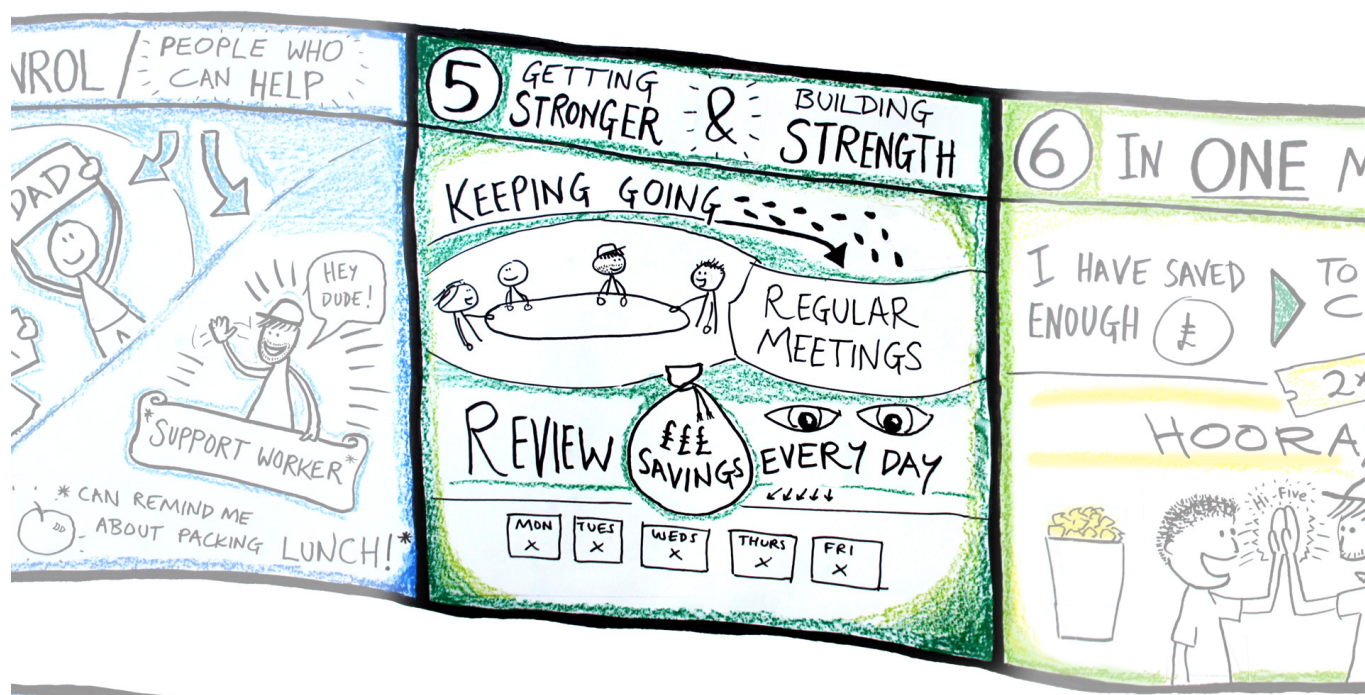 NROL
PEOPLE WHO
CAN HELP
DAD
HEY
DUDE!
*SUPPORT WORKER*
* CAN REMIND ME
ABOUT PACKING LUNCH!*
DD
5
GETTING
STRONGER
&
BUILDING
STRENGTH
KEEPING GOING
REGULAR
MEETINGS
REVIEW
£££
SAVINGS
EVERY DAY
MON
X
TUES
X
WEDS
X
THURS
X
FRI
X
6 IN ONE
I HAVE SAVED
ENOUGH £
TO
HOORA
Hi-Five!